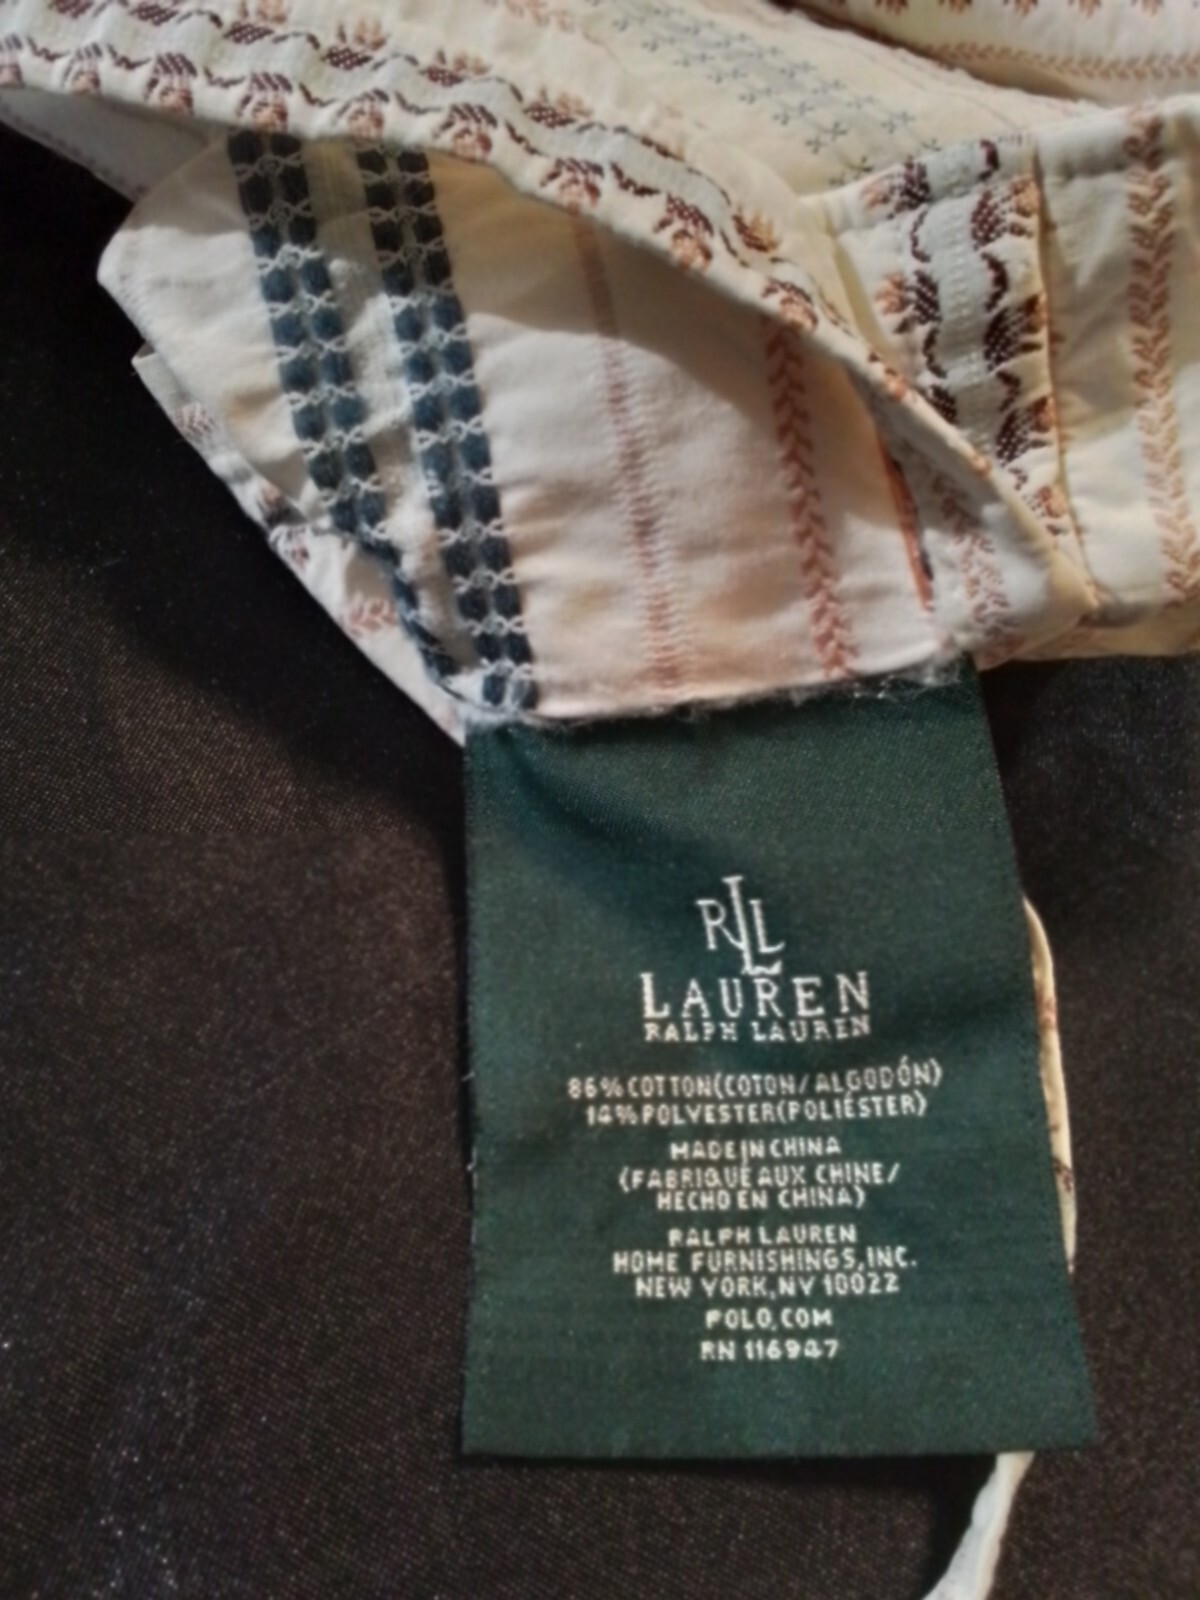 RLL
LAUREN
RALPH LAUREN
86% COTTON(COTON/ALGODÓN)
14% POLYESTER(POLIÉSTER)
MADE IN CHINA
(FABRIQUÉ AUX CHINE/
HECHO EN CHINA)
RALPH LAUREN
HOME FURNISHINGS, INC.
NEW YORK, NY 10022
POLO.COM
RN 116947